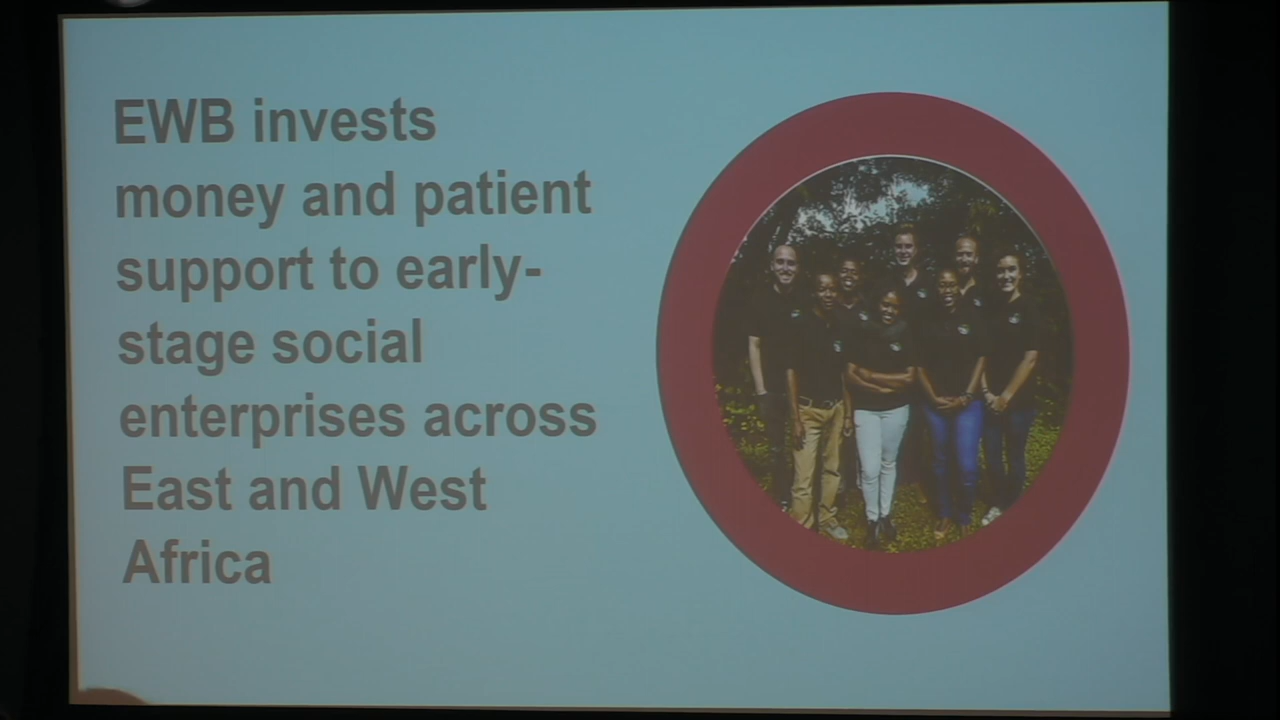 EWB invests
money and patient
support to early-
stage social
enterprises across
East and West
Africa